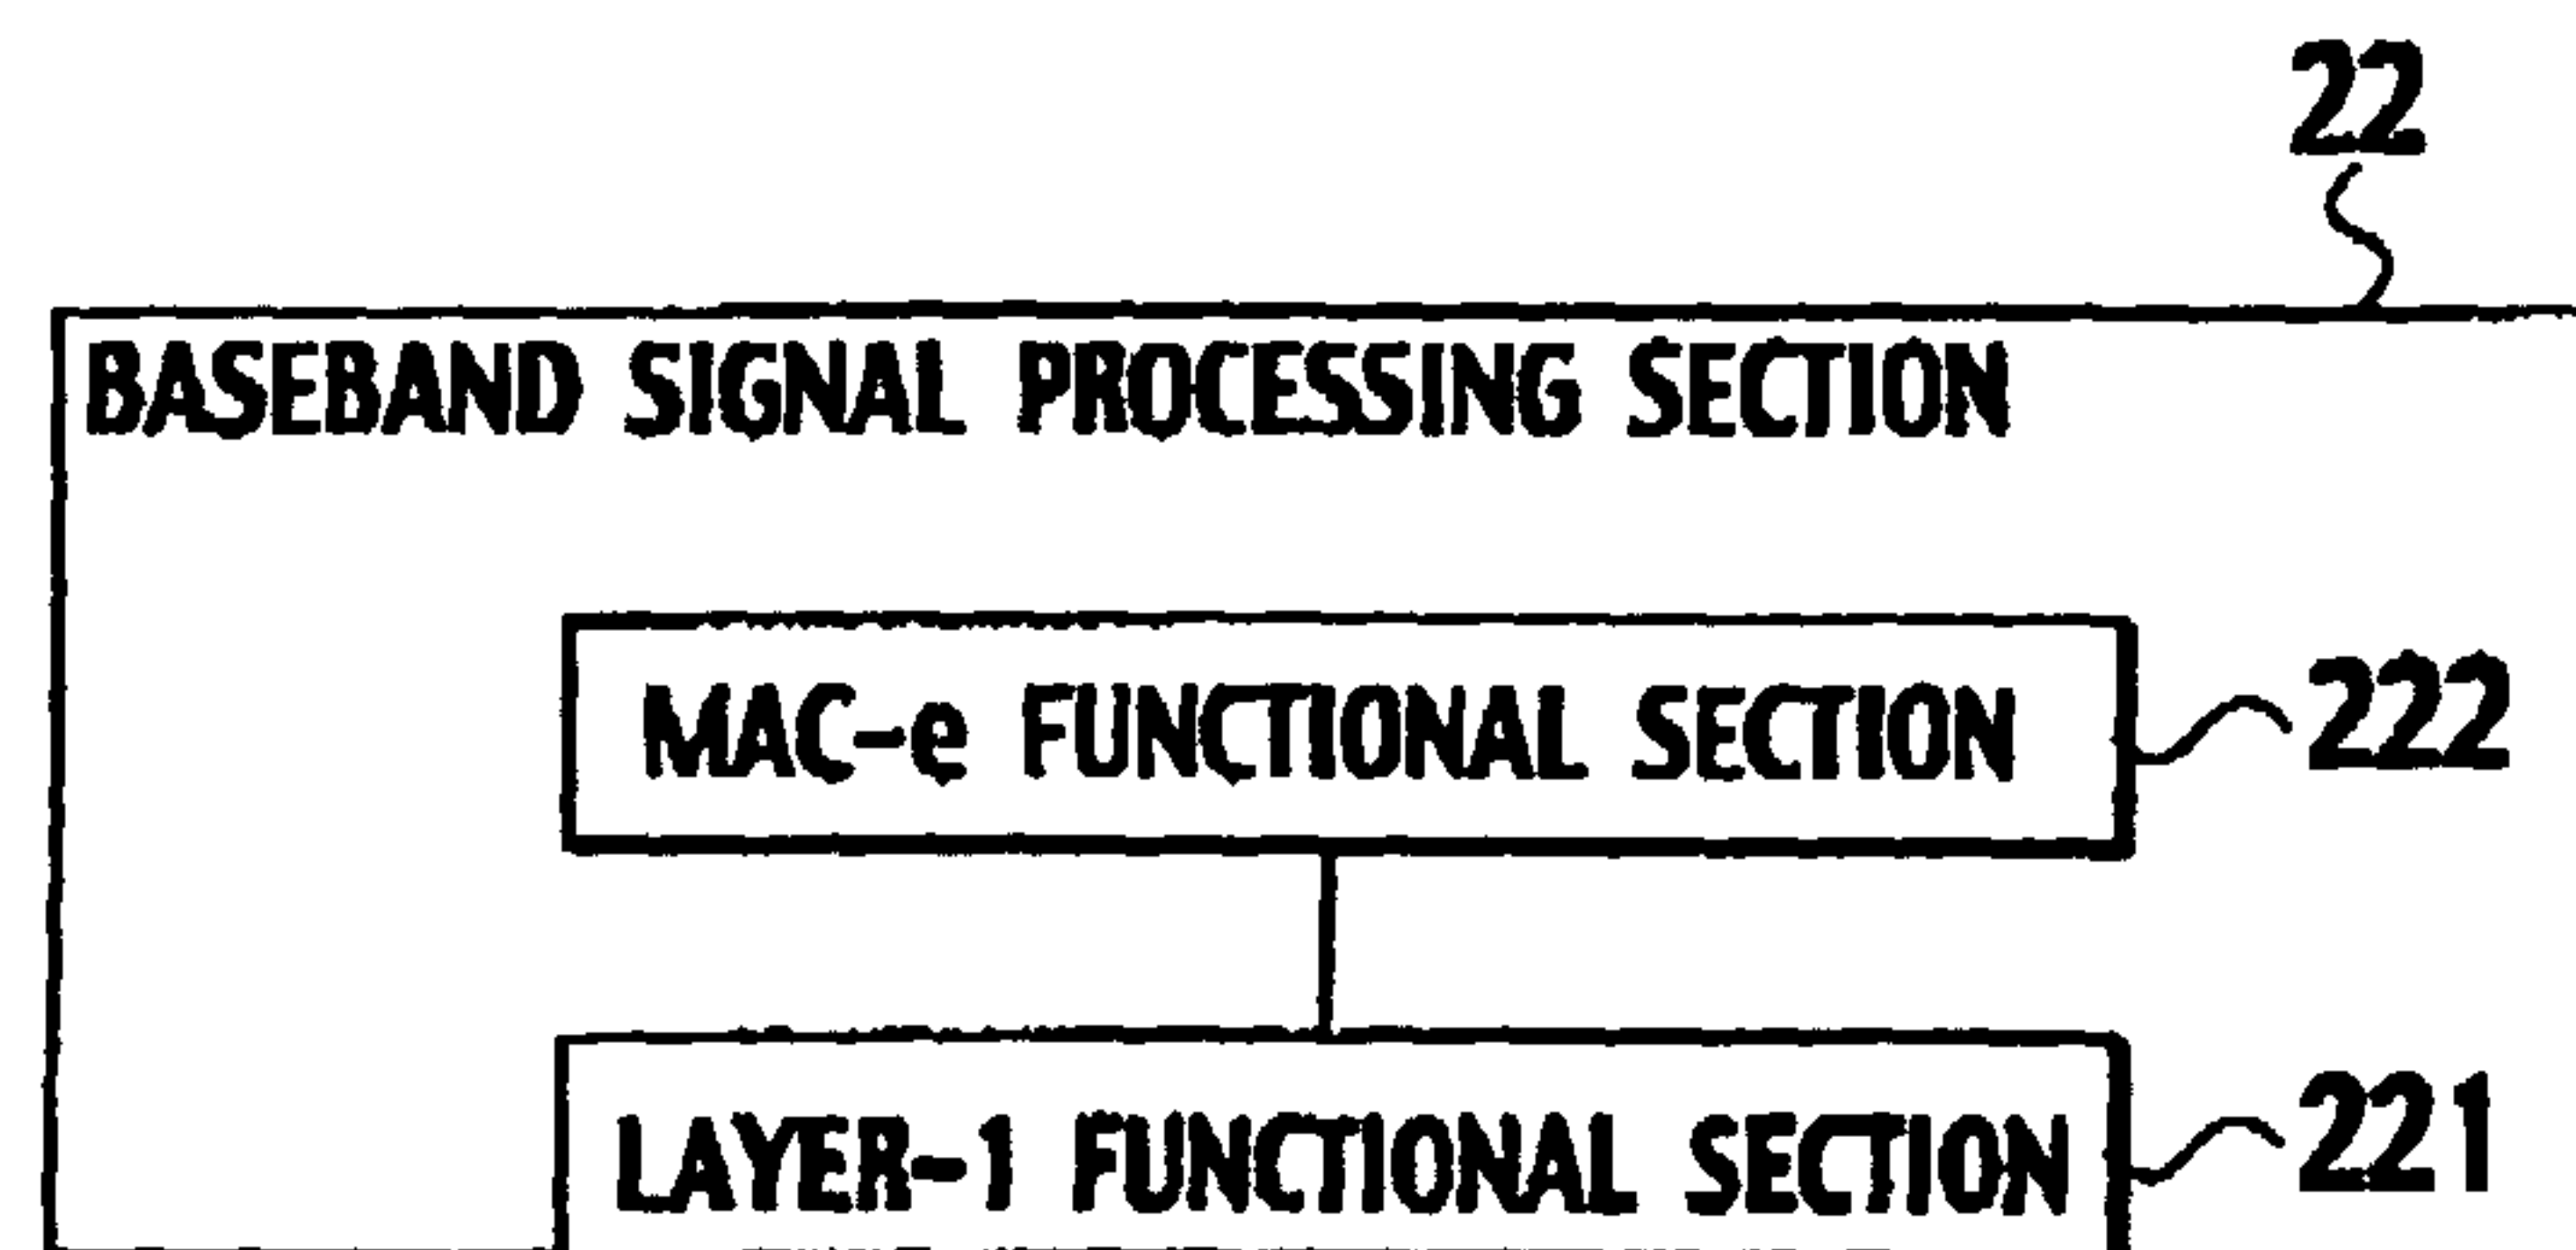 22
BASEBAND SIGNAL PROCESSING SECTION
MAC-e FUNCTIONAL SECTION
222
LAYER-1 FUNCTIONAL SECTION
221